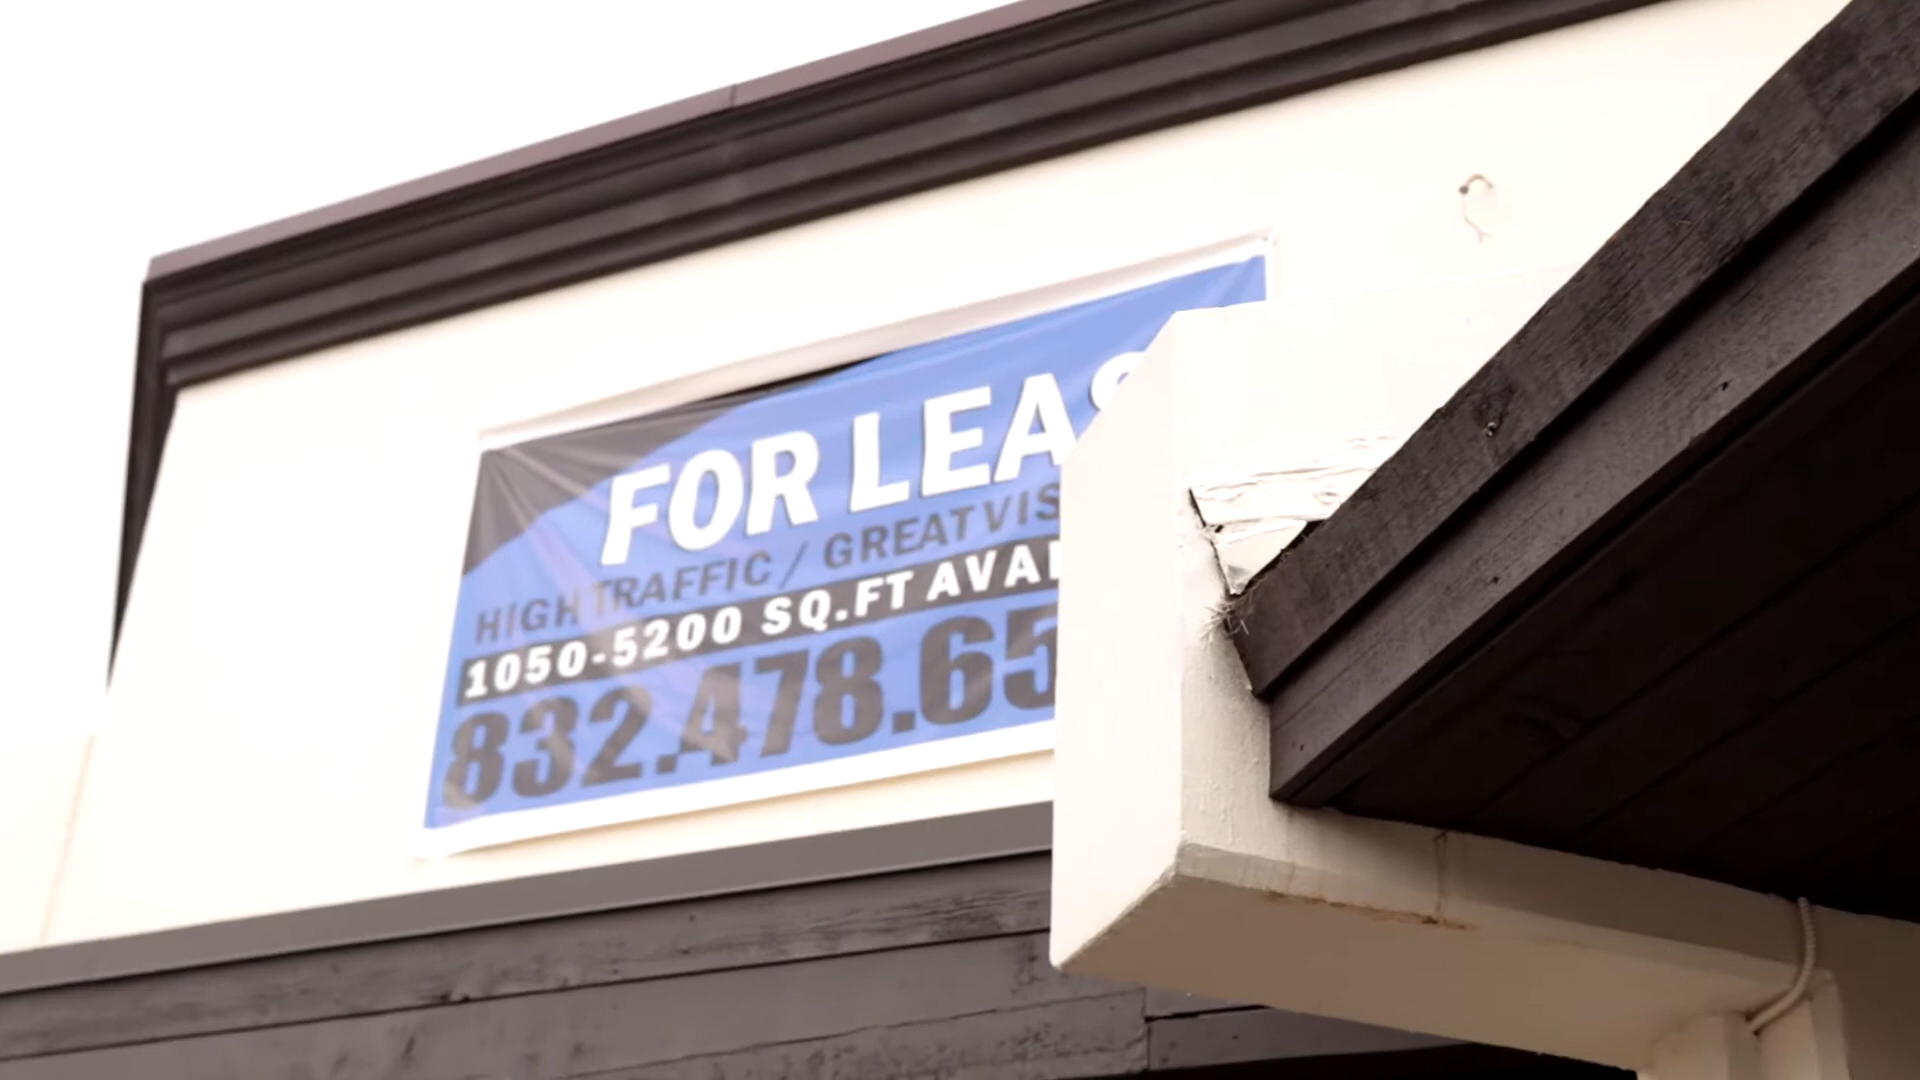 FOR LEAS
HIGH TRAFFIC / GREAT VIS
1050-5200 SQ.FT AVAI
832.478.65